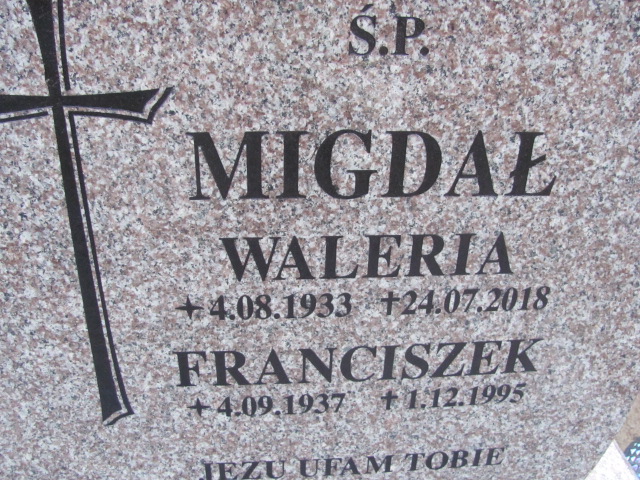 Ś.P.
MIGDAŁ
WALERIA
4.08.1933 24.07.2018
FRANCISZEK
4.09.1937 1.12.1995
JEZU UFAM TOBIE